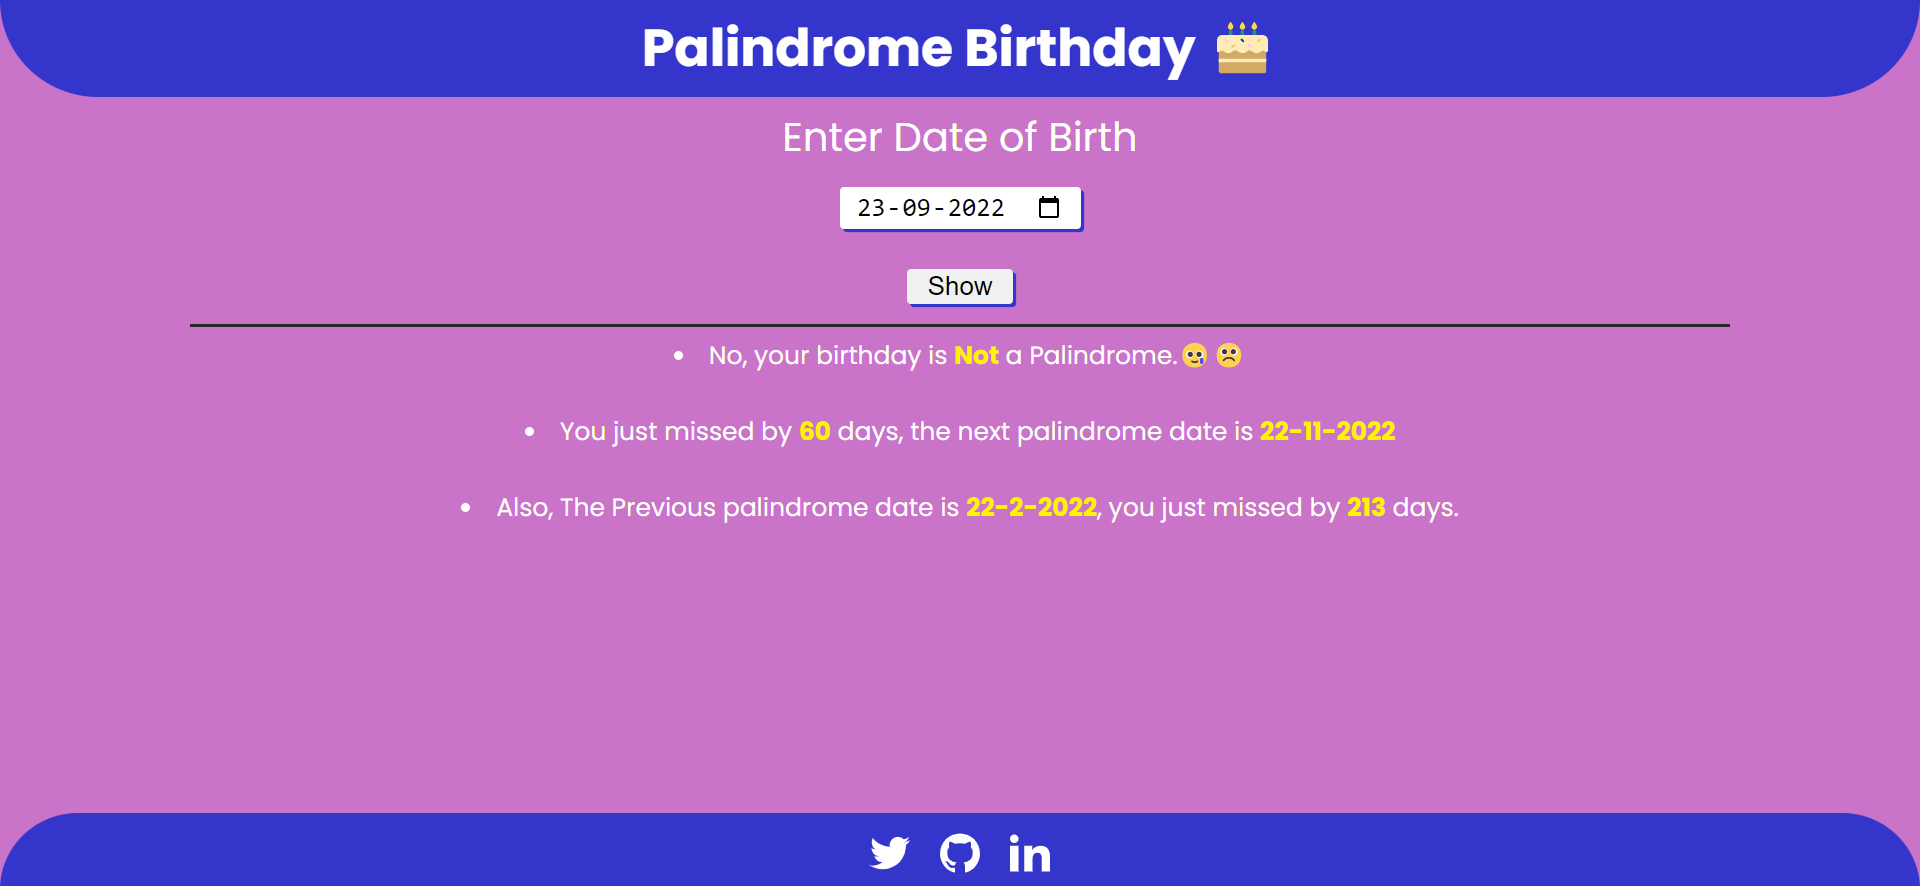 Palindrome Birthday 🎂
Enter Date of Birth
23-09-2022
Show
No, your birthday is Not a Palindrome.🥲 🙁
You just missed by 60 days, the next palindrome date is 22-11-2022
Also, The Previous palindrome date is 22-2-2022, you just missed by 213 days.
in